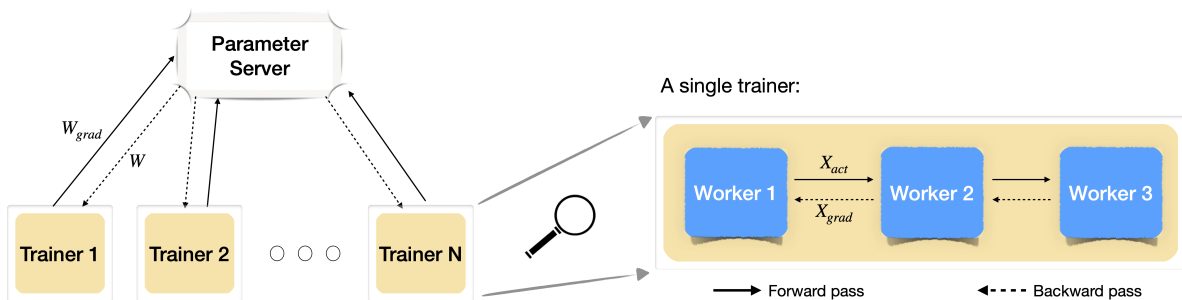 Parameter
Server
W_grad
W
Trainer 1
Trainer 2
Trainer N
A single trainer:
Worker 1
X_act
X_grad
Worker 2
Worker 3
Forward pass
Backward pass